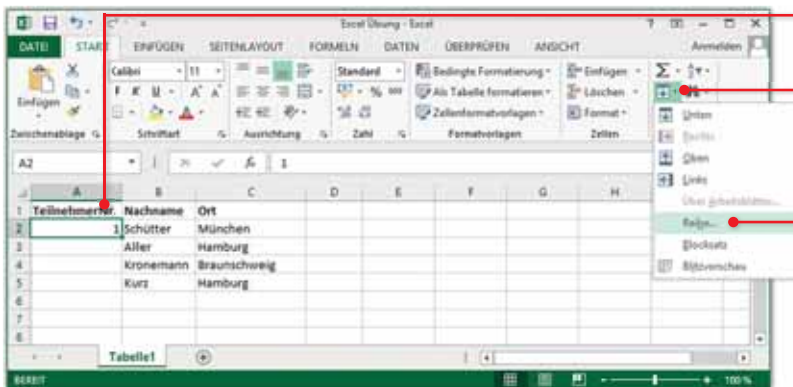 Excel Übung - Excel
DATEI START EINFÜGEN SEITENLAYOUT FORMELN DATEN ÜBERPRÜFEN ANSICHT Anmelden
Calibri 11 Standard Bedingte Formatierung Einfügen
Einfügen F K U Als Tabelle formatieren Löschen
Zellenformatvorlagen Format
Zwischenablage Schriftart Ausrichtung Zahl Formatvorlagen Zellen
Unten
Rechts
Oben
Links
Über Arbeitsblätter...
Reihe...
Blocksatz
Blitzvorschau
A2 1
A B C D E F G H
1 TeilnehmerNr. Nachname Ort
2 1 Schütter München
3 Aller Hamburg
4 Kronemann Braunschweig
5 Kurz Hamburg
6
7
8
Tabelle1
BEREIT 100 %